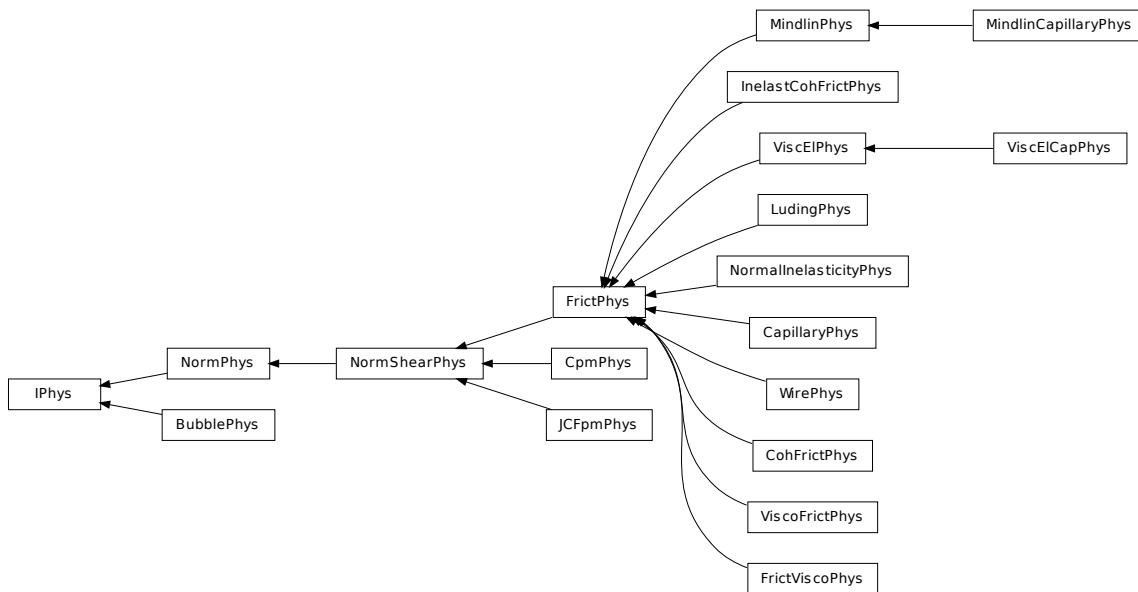 MindlinPhys
MindlinCapillaryPhys
InelastCohFrictPhys
ViscElPhys
ViscElCapPhys
LudingPhys
NormalInelasticityPhys
FrictPhys
CapillaryPhys
NormPhys
NormShearPhys
CpmPhys
IPhys
WirePhys
BubblePhys
JCFpmPhys
CohFrictPhys
ViscoFrictPhys
FrictViscoPhys